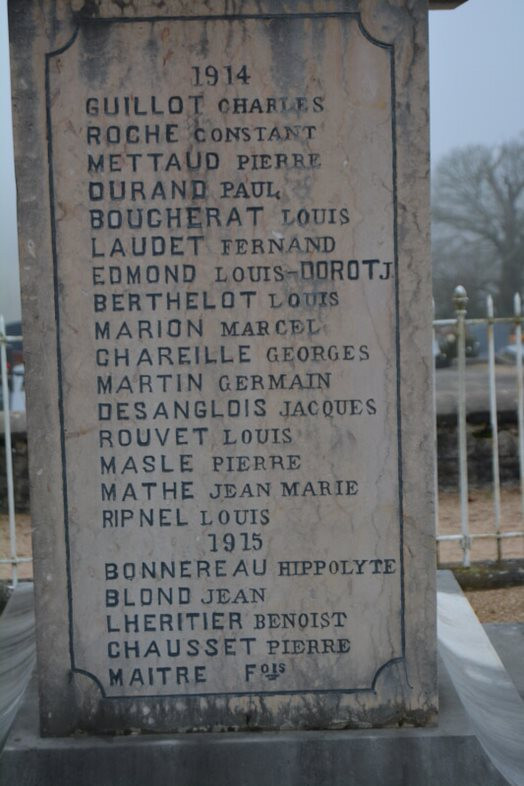 1914
GUILLOT CHARLES
ROCHE CONSTANT
METTAUD PIERRE
DURAND PAUL
BOUCHERAT LOUIS
LAUDET FERNAND
EDMOND LOUIS-DOROT J
BERTHELOT LOUIS
MARION MARCEL
CHAREILLE GEORGES
MARTIN GERMAIN
DESANGLOIS JACQUES
ROUVET LOUIS
MASLE PIERRE
MATHE JEAN MARIE
RIPNEL LOUIS
1915
BONNEREAU HIPPOLYTE
BLOND JEAN
LHERITIER BENOIST
CHAUSSET PIERRE
MAITRE FOIS